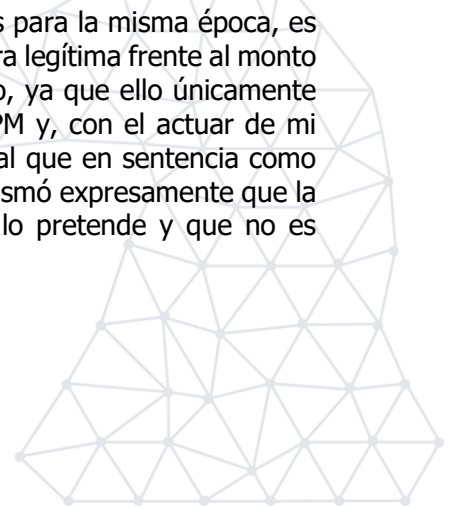 s para la misma época, es
ra legítima frente al monto
o, ya que ello únicamente
PM y, con el actuar de mi
al que en sentencia como
smó expresamente que la
lo pretende y que no es